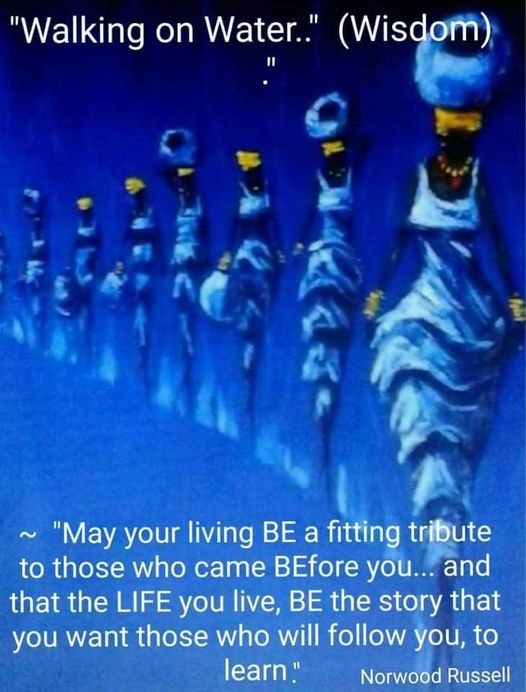 "Walking on Water.." (Wisdom)
."
~ "May your living BE a fitting tribute
to those who came BEfore you... and
that the LIFE you live, BE the story that
you want those who will follow you, to
learn."
Norwood Russell